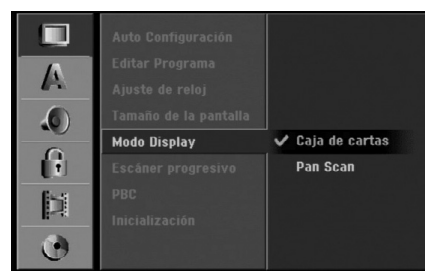 Auto Configuración
Editar Programa
Ajuste de reloj
Tamaño de la pantalla
Modo Display
Caja de cartas
Escáner progresivo
Pan Scan
PBC
Inicialización
A